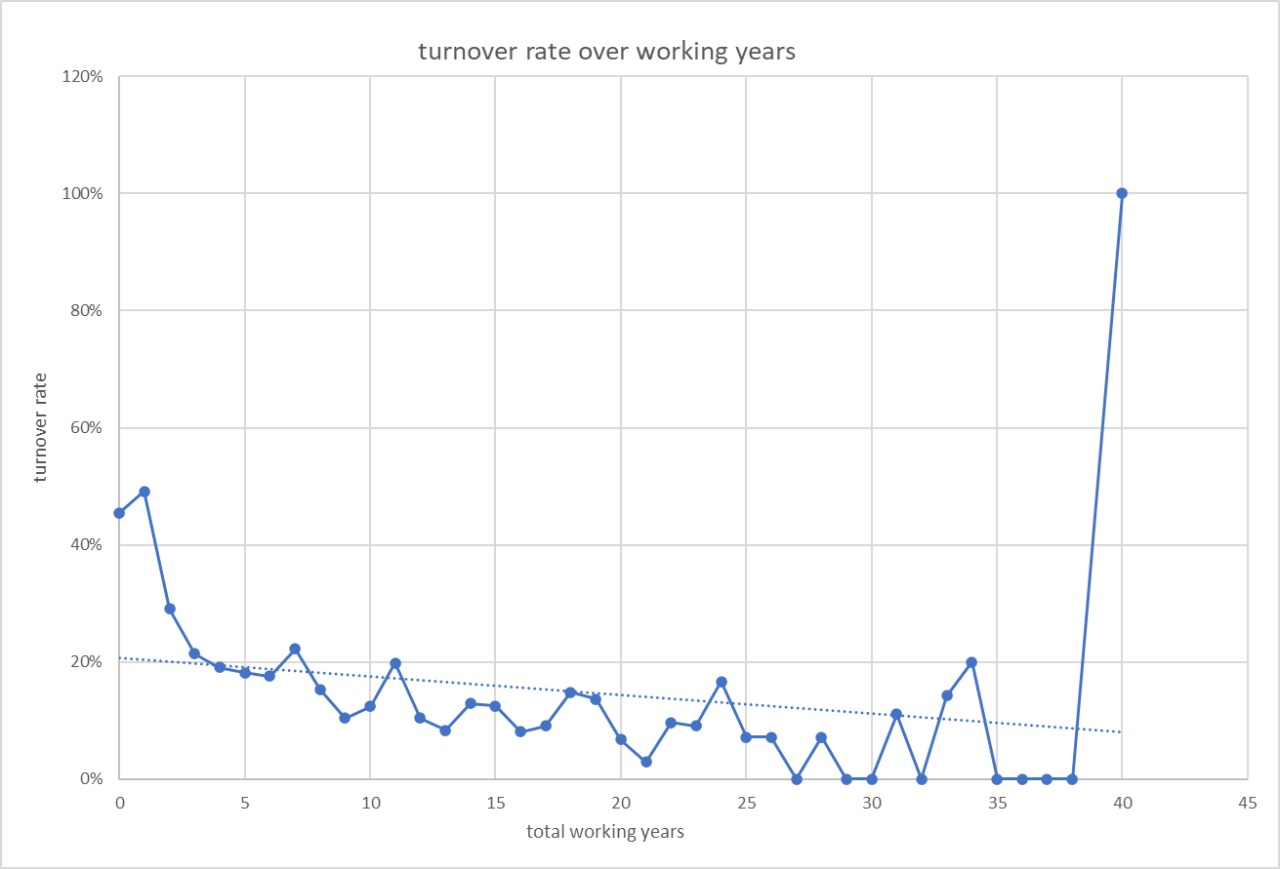 turnover rate over working years
120%
100%
80%
60%
40%
20%
0%
turnover rate
0 5 10 15 20 25 30 35 40 45
total working years